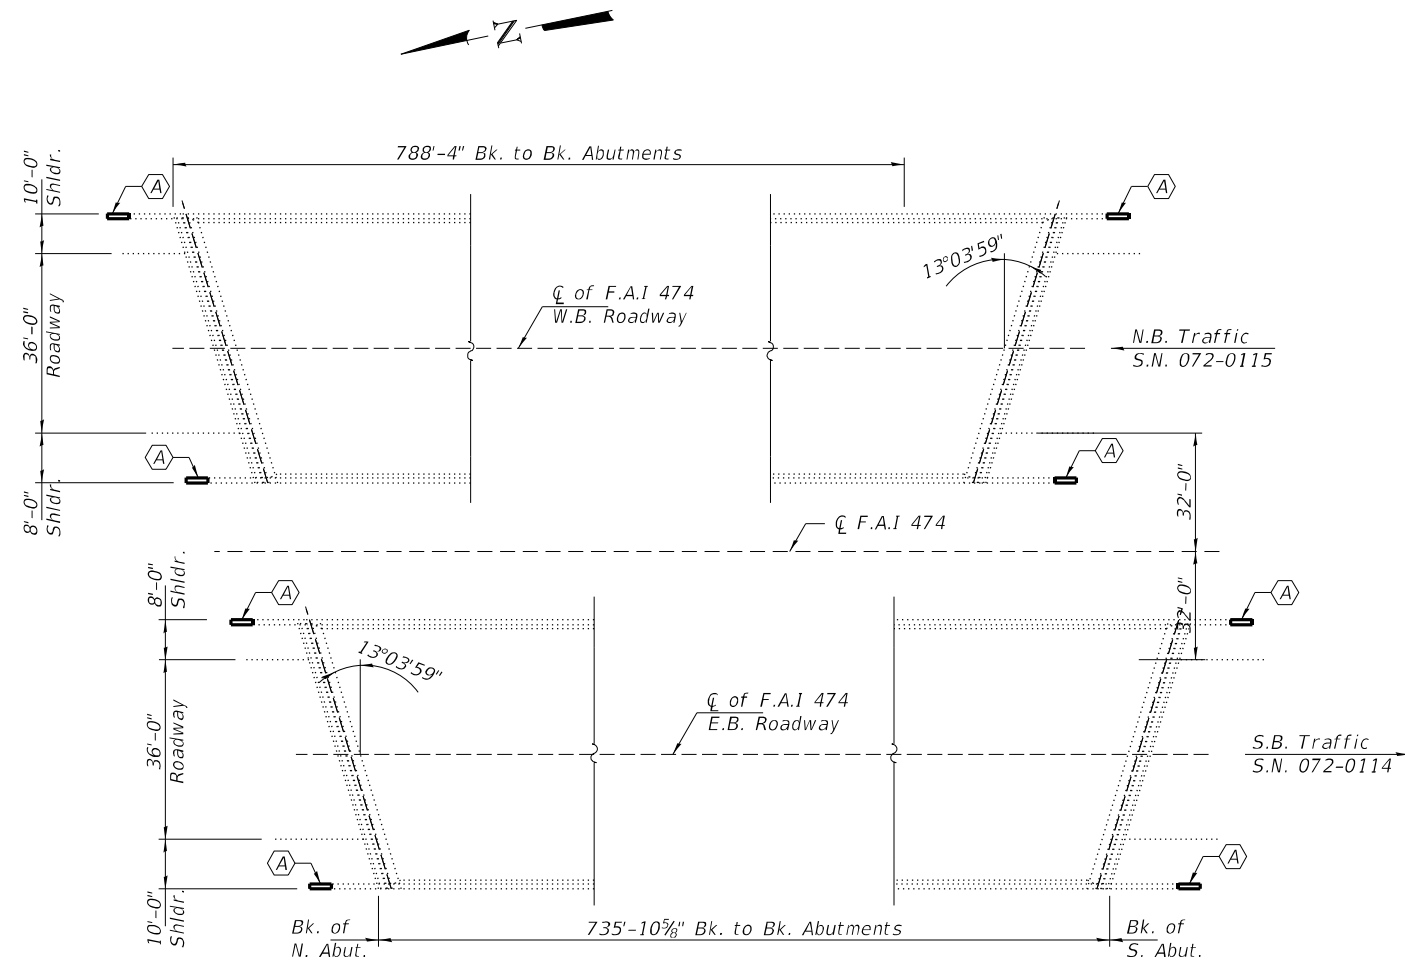 N
788'-4" Bk. to Bk. Abutments
10'-0"
Shldr.
A
A
13°03'59"
℄ of F.A.I 474
W.B. Roadway
36'-0"
Roadway
N.B. Traffic
S.N. 072-0115
A
A
8'-0"
Shldr.
32'-0"
℄ F.A.I 474
8'-0"
Shldr.
A
32'-0"
A
13°03'59"
℄ of F.A.I 474
E.B. Roadway
36'-0"
Roadway
S.B. Traffic
S.N. 072-0114
A
A
10'-0"
Shldr.
Bk. of
N. Abut.
735'-10⅝" Bk. to Bk. Abutments
Bk. of
S. Abut.